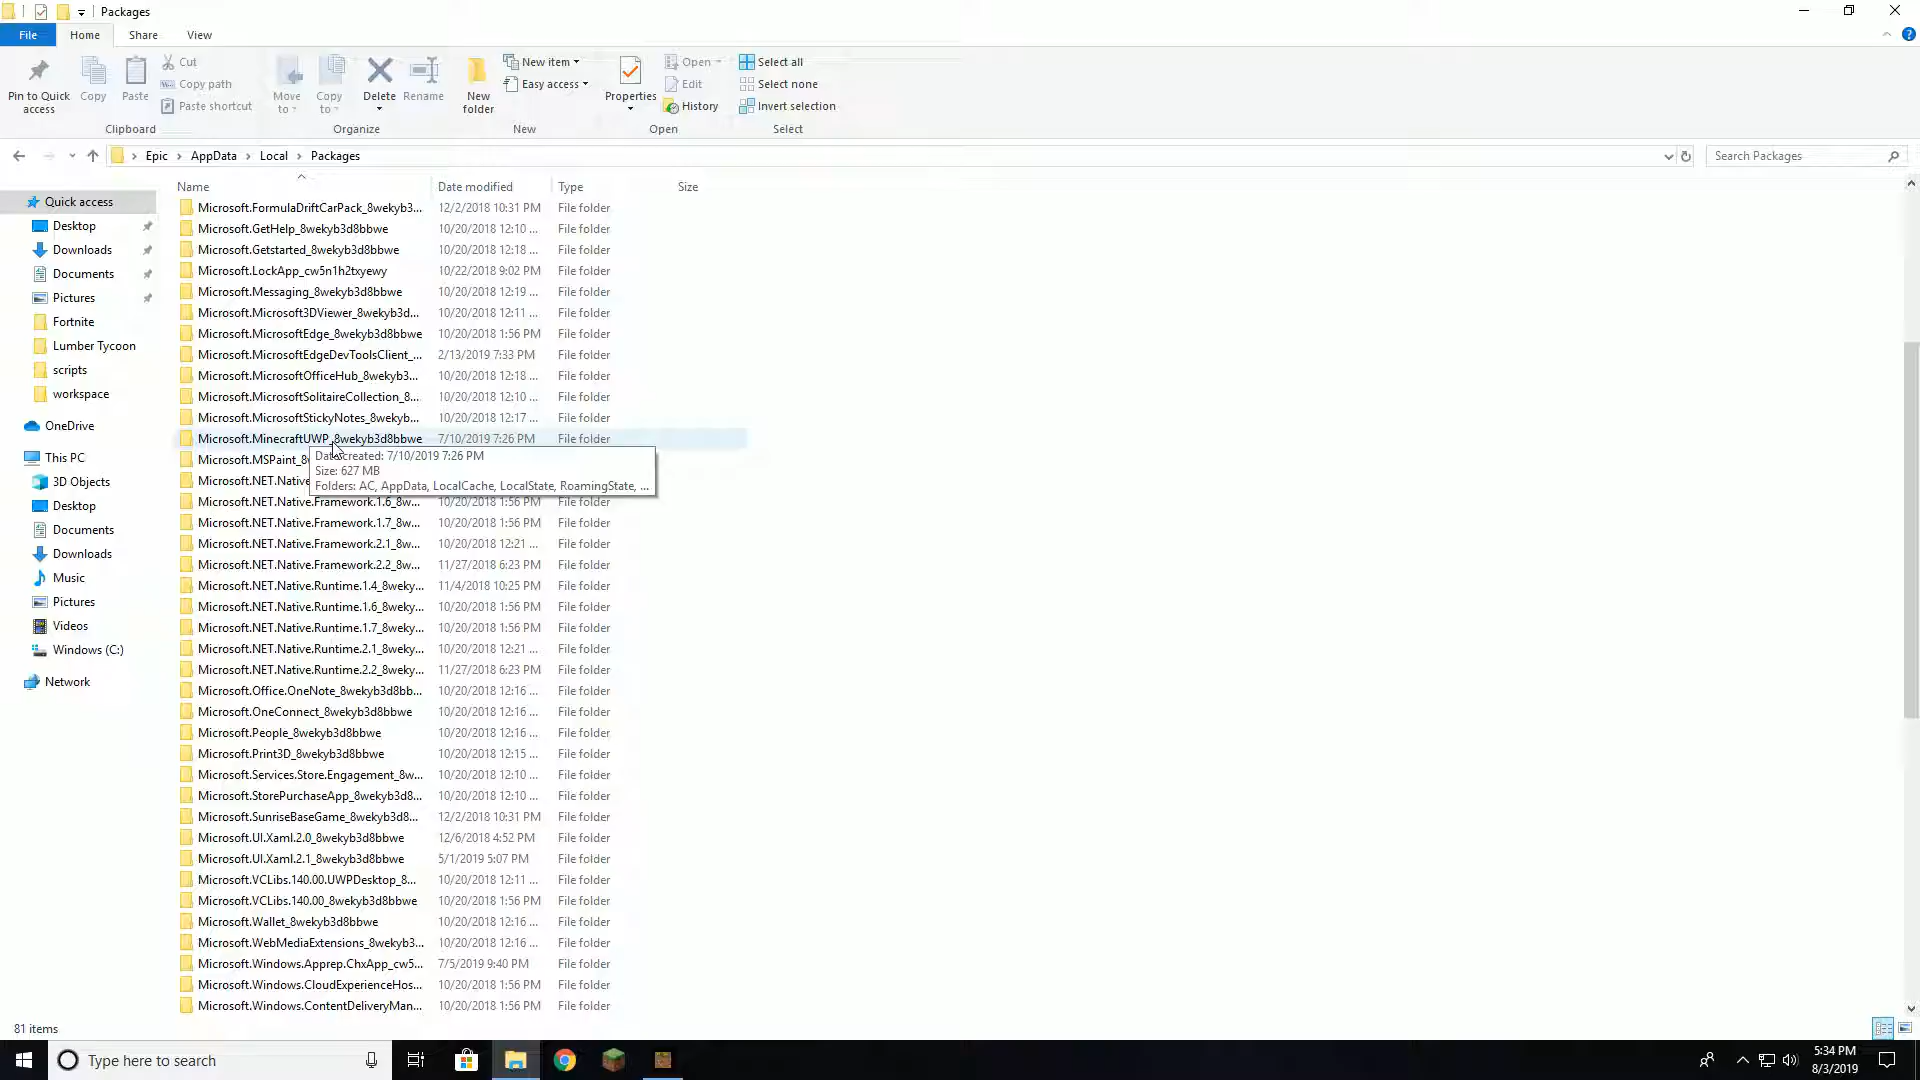 Packages
File Home Share View
Pin to Quick access
Copy
Paste
Cut
Copy path
Paste shortcut
Clipboard
Move to
Copy to
Delete
Rename
Organize
New folder
New item
Easy access
New
Properties
Open
Edit
History
Open
Select all
Select none
Invert selection
Select
Epic > AppData > Local > Packages
Search Packages
Name Date modified Type Size
Quick access
Desktop
Downloads
Documents
Pictures
Fortnite
Lumber Tycoon
scripts
workspace
OneDrive
This PC
3D Objects
Desktop
Documents
Downloads
Music
Pictures
Videos
Windows (C:)
Network
Microsoft.FormulaDriftCarPack_8wekyb3... 12/2/2018 10:31 PM File folder
Microsoft.GetHelp_8wekyb3d8bbwe 10/20/2018 12:10 ... File folder
Microsoft.Getstarted_8wekyb3d8bbwe 10/20/2018 12:18 ... File folder
Microsoft.LockApp_cw5n1h2txyewy 10/22/2018 9:02 PM File folder
Microsoft.Messaging_8wekyb3d8bbwe 10/20/2018 12:19 ... File folder
Microsoft.Microsoft3DViewer_8wekyb3d... 10/20/2018 12:11 ... File folder
Microsoft.MicrosoftEdge_8wekyb3d8bbwe 10/20/2018 1:56 PM File folder
Microsoft.MicrosoftEdgeDevToolsClient_... 2/13/2019 7:33 PM File folder
Microsoft.MicrosoftOfficeHub_8wekyb3... 10/20/2018 12:18 ... File folder
Microsoft.MicrosoftSolitaireCollection_8... 10/20/2018 12:10 ... File folder
Microsoft.MicrosoftStickyNotes_8wekyb... 10/20/2018 12:17 ... File folder
Microsoft.MinecraftUWP_8wekyb3d8bbwe 7/10/2019 7:26 PM File folder
Microsoft.MSPaint_8
Date created: 7/10/2019 7:26 PM
Size: 627 MB
Folders: AC, AppData, LocalCache, LocalState, RoamingState, ...
Microsoft.NET.Native
Microsoft.NET.Native.Framework.1.6_8w... 10/20/2018 1:56 PM File folder
Microsoft.NET.Native.Framework.1.7_8w... 10/20/2018 1:56 PM File folder
Microsoft.NET.Native.Framework.2.1_8w... 10/20/2018 12:21 ... File folder
Microsoft.NET.Native.Framework.2.2_8w... 11/27/2018 6:23 PM File folder
Microsoft.NET.Native.Runtime.1.4_8weky... 11/4/2018 10:25 PM File folder
Microsoft.NET.Native.Runtime.1.6_8weky... 10/20/2018 1:56 PM File folder
Microsoft.NET.Native.Runtime.1.7_8weky... 10/20/2018 1:56 PM File folder
Microsoft.NET.Native.Runtime.2.1_8weky... 10/20/2018 12:21 ... File folder
Microsoft.NET.Native.Runtime.2.2_8weky... 11/27/2018 6:23 PM File folder
Microsoft.Office.OneNote_8wekyb3d8bb... 10/20/2018 12:16 ... File folder
Microsoft.OneConnect_8wekyb3d8bbwe 10/20/2018 12:16 ... File folder
Microsoft.People_8wekyb3d8bbwe 10/20/2018 12:16 ... File folder
Microsoft.Print3D_8wekyb3d8bbwe 10/20/2018 12:15 ... File folder
Microsoft.Services.Store.Engagement_8w... 10/20/2018 12:10 ... File folder
Microsoft.StorePurchaseApp_8wekyb3d8... 10/20/2018 12:10 ... File folder
Microsoft.SunriseBaseGame_8wekyb3d8... 12/2/2018 10:31 PM File folder
Microsoft.UI.Xaml.2.0_8wekyb3d8bbwe 12/6/2018 4:52 PM File folder
Microsoft.UI.Xaml.2.1_8wekyb3d8bbwe 5/1/2019 5:07 PM File folder
Microsoft.VCLibs.140.00.UWPDesktop_8... 10/20/2018 12:11 ... File folder
Microsoft.VCLibs.140.00_8wekyb3d8bbwe 10/20/2018 1:56 PM File folder
Microsoft.Wallet_8wekyb3d8bbwe 10/20/2018 12:16 ... File folder
Microsoft.WebMediaExtensions_8wekyb3... 10/20/2018 12:16 ... File folder
Microsoft.Windows.Apprep.ChxApp_cw5... 7/5/2019 9:40 PM File folder
Microsoft.Windows.CloudExperienceHos... 10/20/2018 1:56 PM File folder
Microsoft.Windows.ContentDeliveryMan... 10/20/2018 1:56 PM File folder
81 items
Type here to search
5:34 PM
8/3/2019